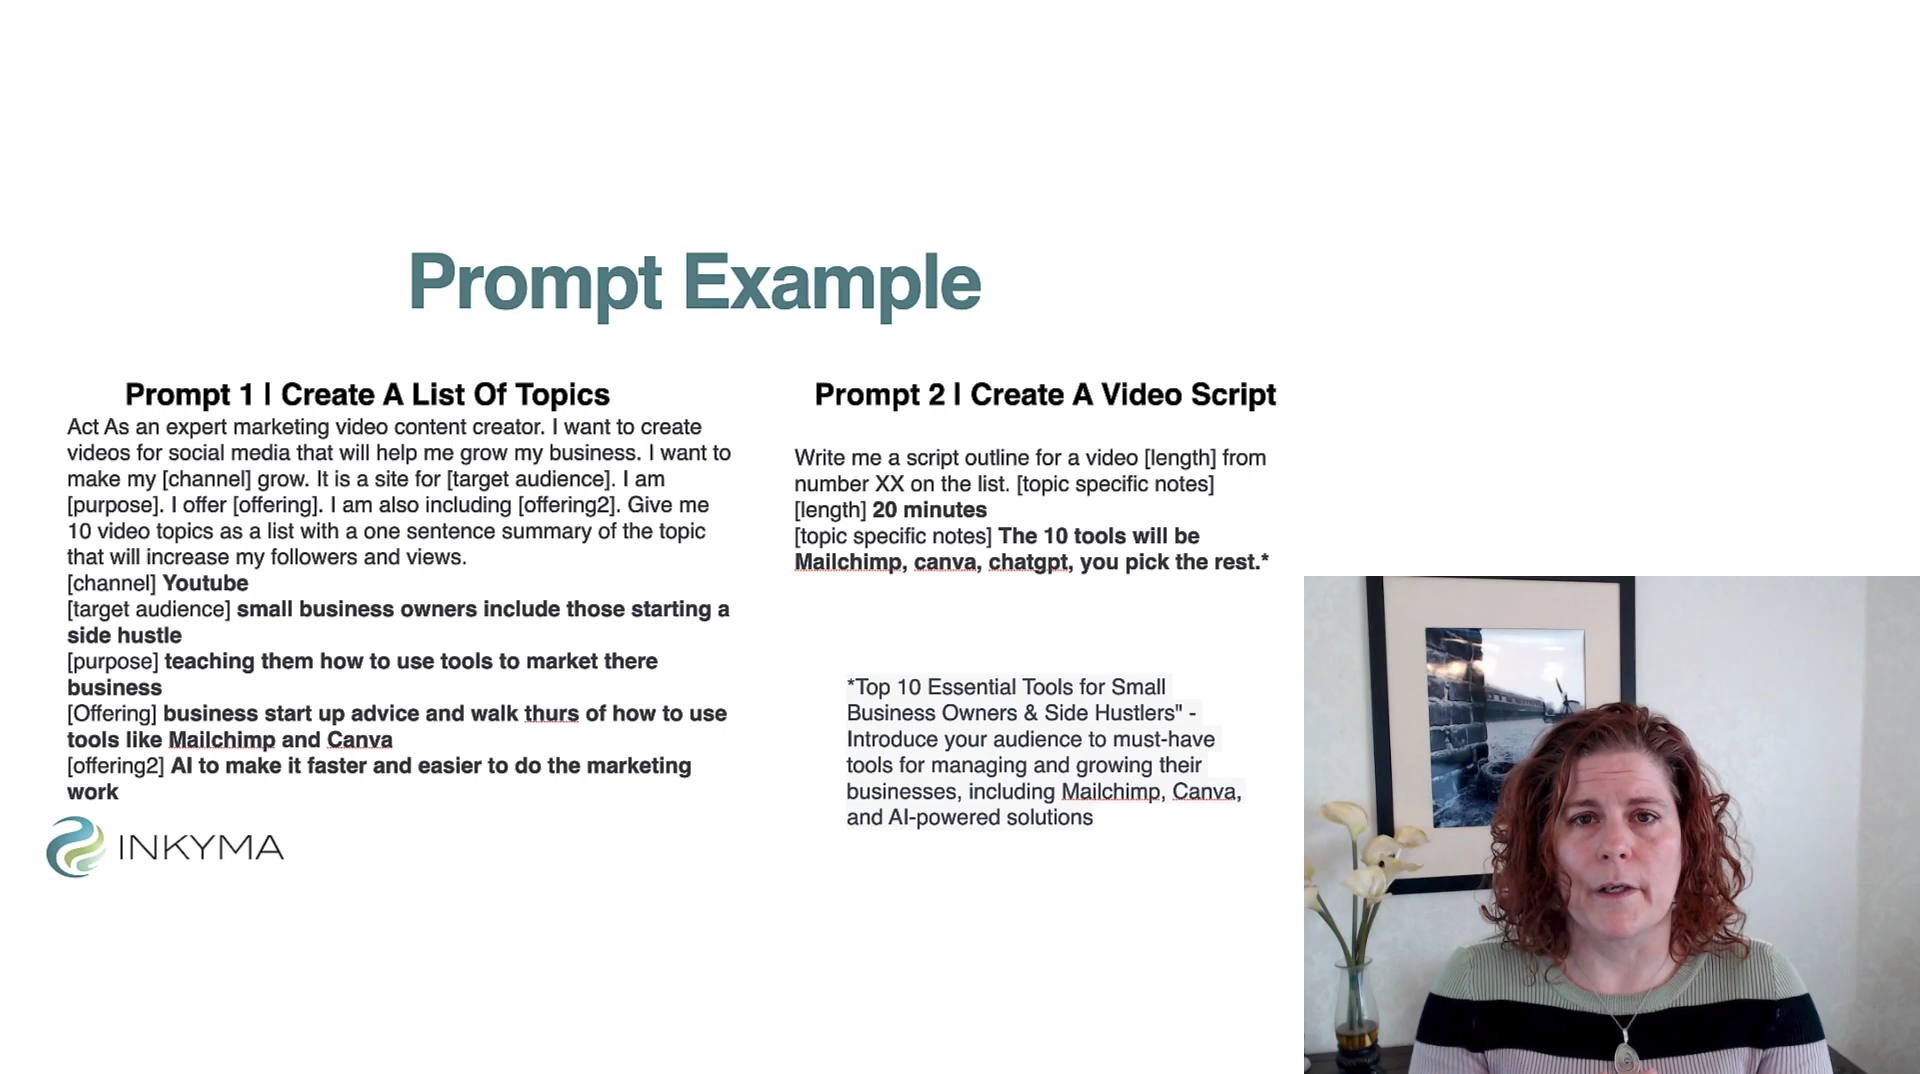 Prompt Example
Prompt 1 | Create A List Of Topics
Act As an expert marketing video content creator. I want to create
videos for social media that will help me grow my business. I want to
make my [channel] grow. It is a site for [target audience]. I am
[purpose]. I offer [offering]. I am also including [offering2]. Give me
10 video topics as a list with a one sentence summary of the topic
that will increase my followers and views.
[channel] Youtube
[target audience] small business owners include those starting a
side hustle
[purpose] teaching them how to use tools to market there
business
[Offering] business start up advice and walk thurs of how to use
tools like Mailchimp and Canva
[offering2] AI to make it faster and easier to do the marketing
work
INKYMA
Prompt 2 | Create A Video Script
Write me a script outline for a video [length] from
number XX on the list. [topic specific notes]
[length] 20 minutes
[topic specific notes] The 10 tools will be
Mailchimp, canva, chatgpt, you pick the rest.*
*Top 10 Essential Tools for Small
Business Owners & Side Hustlers" -
Introduce your audience to must-have
tools for managing and growing their
businesses, including Mailchimp, Canva,
and AI-powered solutions